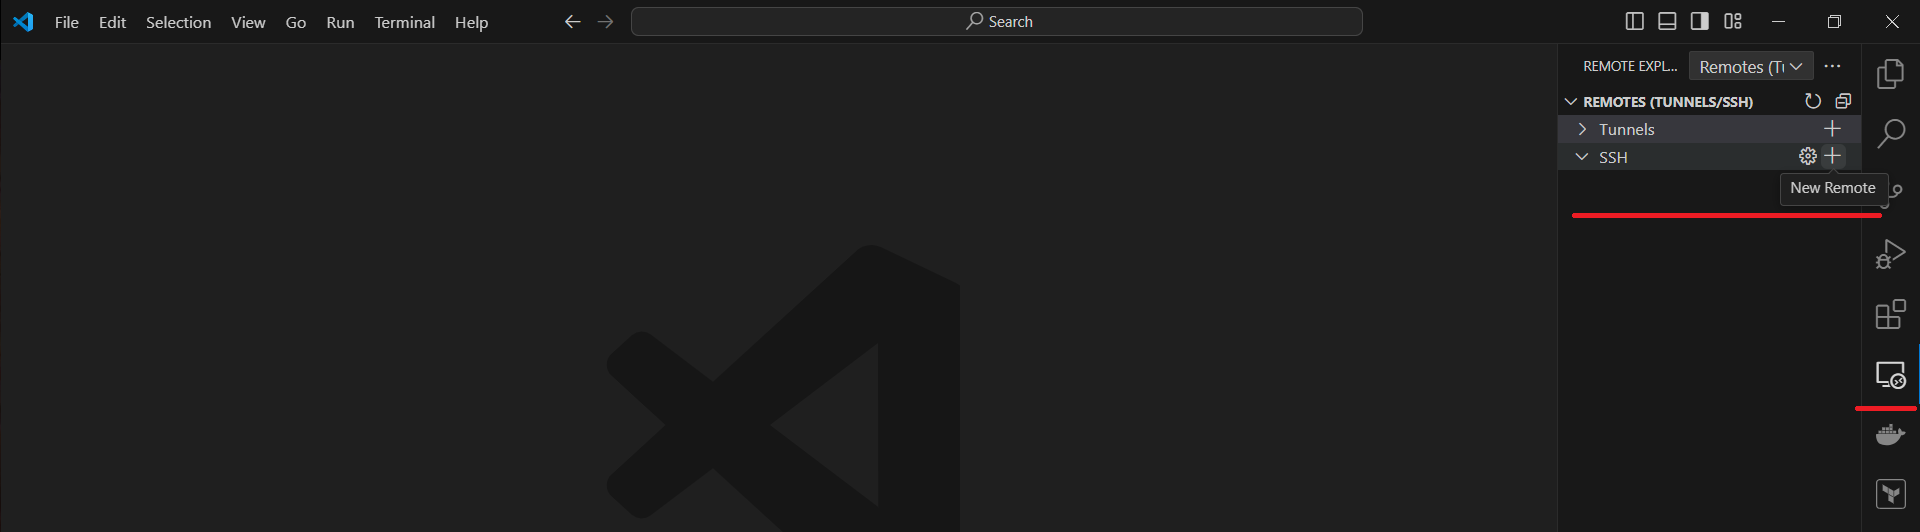 File Edit Selection View Go Run Terminal Help
Search
REMOTE EXPL... Remotes (Tu
REMOTES (TUNNELS/SSH)
Tunnels
SSH
New Remote